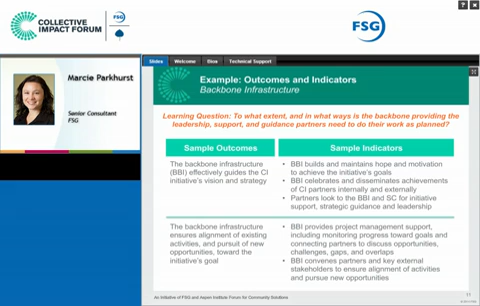 COLLECTIVE
IMPACT FORUM
FSG
FSG
Marcie Parkhurst
Senior Consultant
FSG
Slides
Welcome
Bios
Technical Support
Example: Outcomes and Indicators
Backbone Infrastructure
Learning Question: To what extent, and in what ways is the backbone providing the
leadership, support, and guidance partners need to do their work as planned?
Sample Outcomes
Sample Indicators
The backbone infrastructure
(BBI) effectively guides the CI
initiative's vision and strategy
• BBI builds and maintains hope and motivation
to achieve the initiative's goals
• BBI celebrates and disseminates achievements
of CI partners internally and externally
• Partners look to the BBI and SC for initiative
support, strategic guidance and leadership
The backbone infrastructure
ensures alignment of existing
activities, and pursuit of new
opportunities, toward the
initiative's goal
• BBI provides project management support,
including monitoring progress toward goals and
connecting partners to discuss opportunities,
challenges, gaps, and overlaps
• BBI convenes partners and key external
stakeholders to ensure alignment of activities
and pursue new opportunities
An Initiative of FSG and Aspen Institute Forum for Community Solutions
11